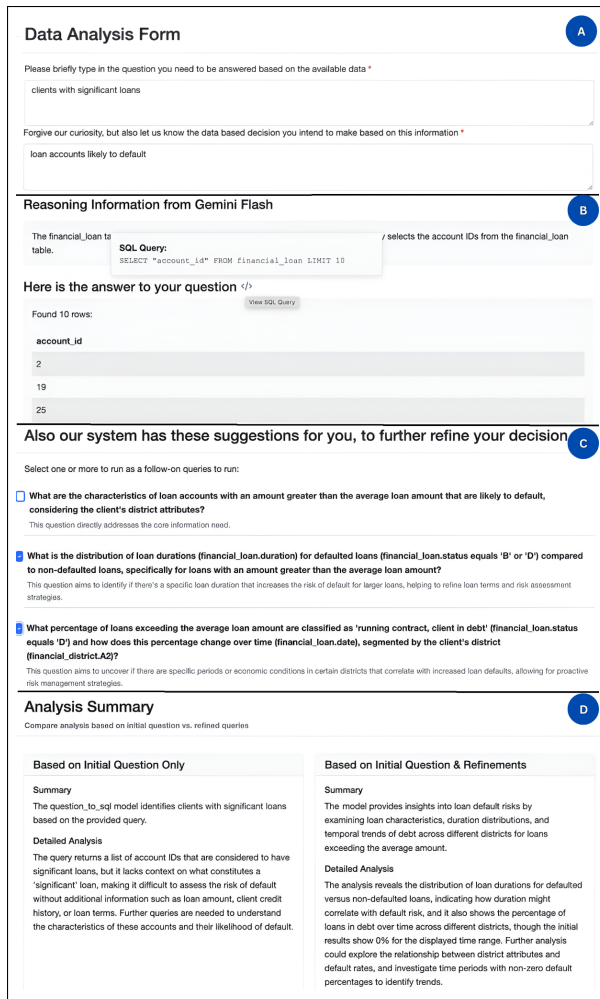 Data Analysis Form
A
Please briefly type in the question you need to be answered based on the available data *
clients with significant loans
Forgive our curiosity, but also let us know the data based decision you intend to make based on this information *
loan accounts likely to default
Reasoning Information from Gemini Flash
B
The financial_loan ta
y selects the account IDs from the financial_loan
table.
SQL Query:
SELECT "account_id" FROM financial_loan LIMIT 10
Here is the answer to your question </>
View SQL Query
Found 10 rows:
account_id
2
19
25
Also our system has these suggestions for you, to further refine your decision
C
Select one or more to run as a follow-on queries to run:
What are the characteristics of loan accounts with an amount greater than the average loan amount that are likely to default,
considering the client's district attributes?
This question directly addresses the core information need.
What is the distribution of loan durations (financial_loan.duration) for defaulted loans (financial_loan.status equals 'B' or 'D') compared
to non-defaulted loans, specifically for loans with an amount greater than the average loan amount?
This question aims to identify if there's a specific loan duration that increases the risk of default for larger loans, helping to refine loan terms and risk assessment
strategies.
What percentage of loans exceeding the average loan amount are classified as 'running contract, client in debt' (financial_loan.status
equals 'D') and how does this percentage change over time (financial_loan.date), segmented by the client's district
(financial_district.A2)?
This question aims to uncover if there are specific periods or economic conditions in certain districts that correlate with increased loan defaults, allowing for proactive
risk management strategies.
Analysis Summary
D
Compare analysis based on initial question vs. refined queries
Based on Initial Question Only
Summary
The question_to_sql model identifies clients with significant loans
based on the provided query.
Detailed Analysis
The query returns a list of account IDs that are considered to have
significant loans, but it lacks context on what constitutes a
'significant' loan, making it difficult to assess the risk of default
without additional information such as loan amount, client credit
history, or loan terms. Further queries are needed to understand
the characteristics of these accounts and their likelihood of default.
Based on Initial Question & Refinements
Summary
The model provides insights into loan default risks by
examining loan characteristics, duration distributions, and
temporal trends of debt across different districts for loans
exceeding the average amount.
Detailed Analysis
The analysis reveals the distribution of loan durations for defaulted
versus non-defaulted loans, indicating how duration might
correlate with default risk, and it also shows the percentage of
loans in debt over time across different districts, though the initial
results show 0% for the displayed time range. Further analysis
could explore the relationship between district attributes and
default rates, and investigate time periods with non-zero default
percentages to identify trends.